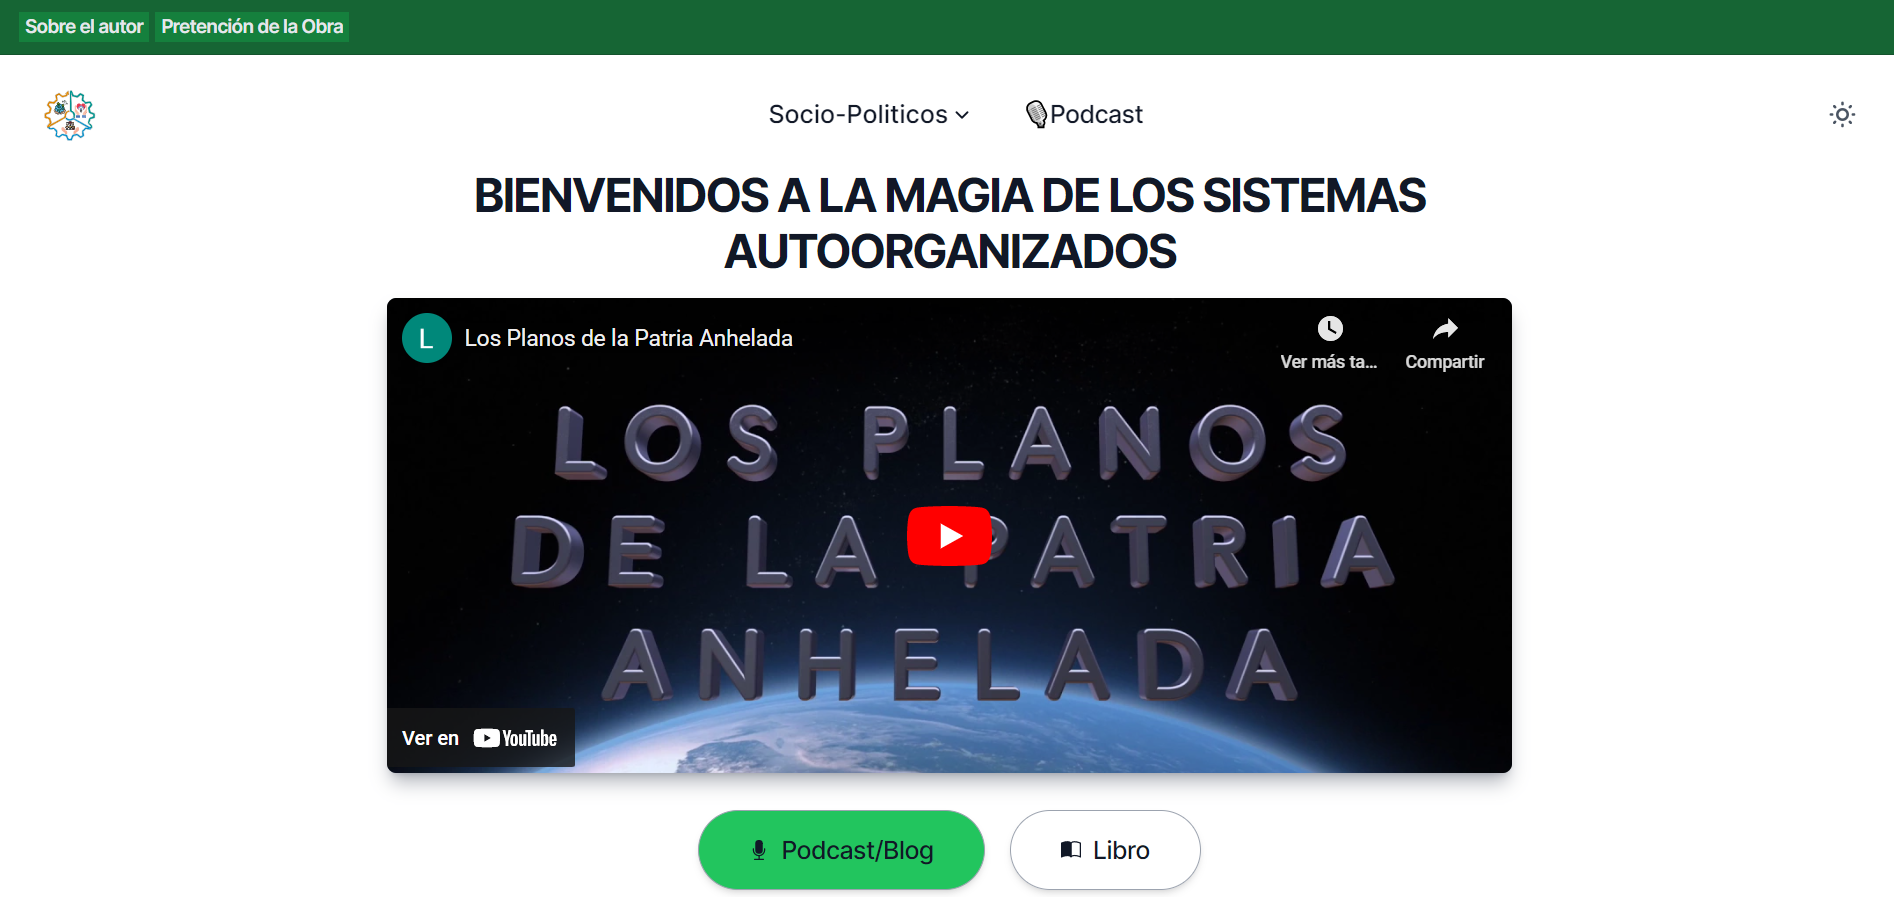 Sobre el autor Pretención de la Obra
Socio-Politicos Podcast
BIENVENIDOS A LA MAGIA DE LOS SISTEMAS
AUTOORGANIZADOS
L Los Planos de la Patria Anhelada
Ver más ta... Compartir
LOS PLANOS
DE LA PATRIA
ANHELADA
Ver en YouTube
Podcast/Blog Libro